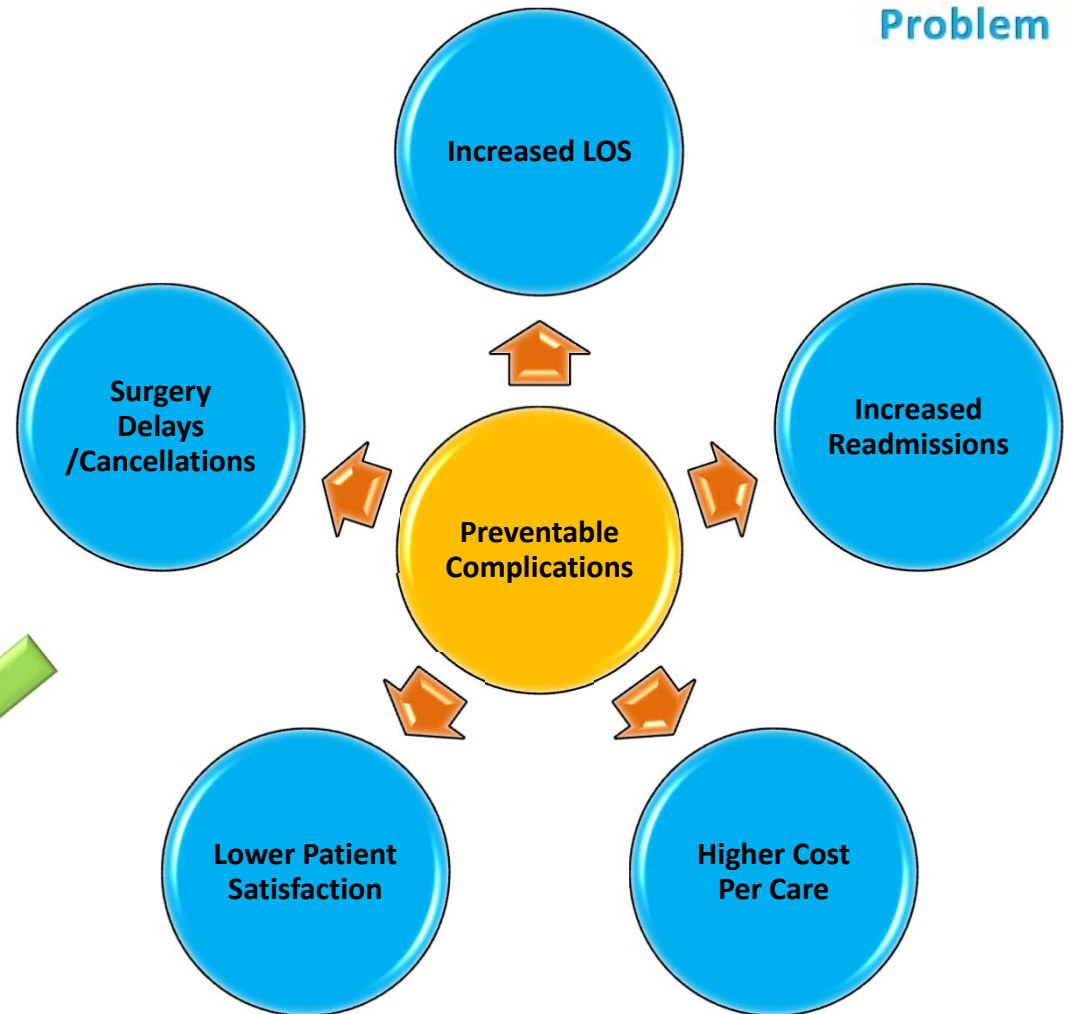 Problem
Increased LOS
Surgery
Delays
/Cancellations
Increased
Readmissions
Preventable
Complications
Lower Patient
Satisfaction
Higher Cost
Per Care